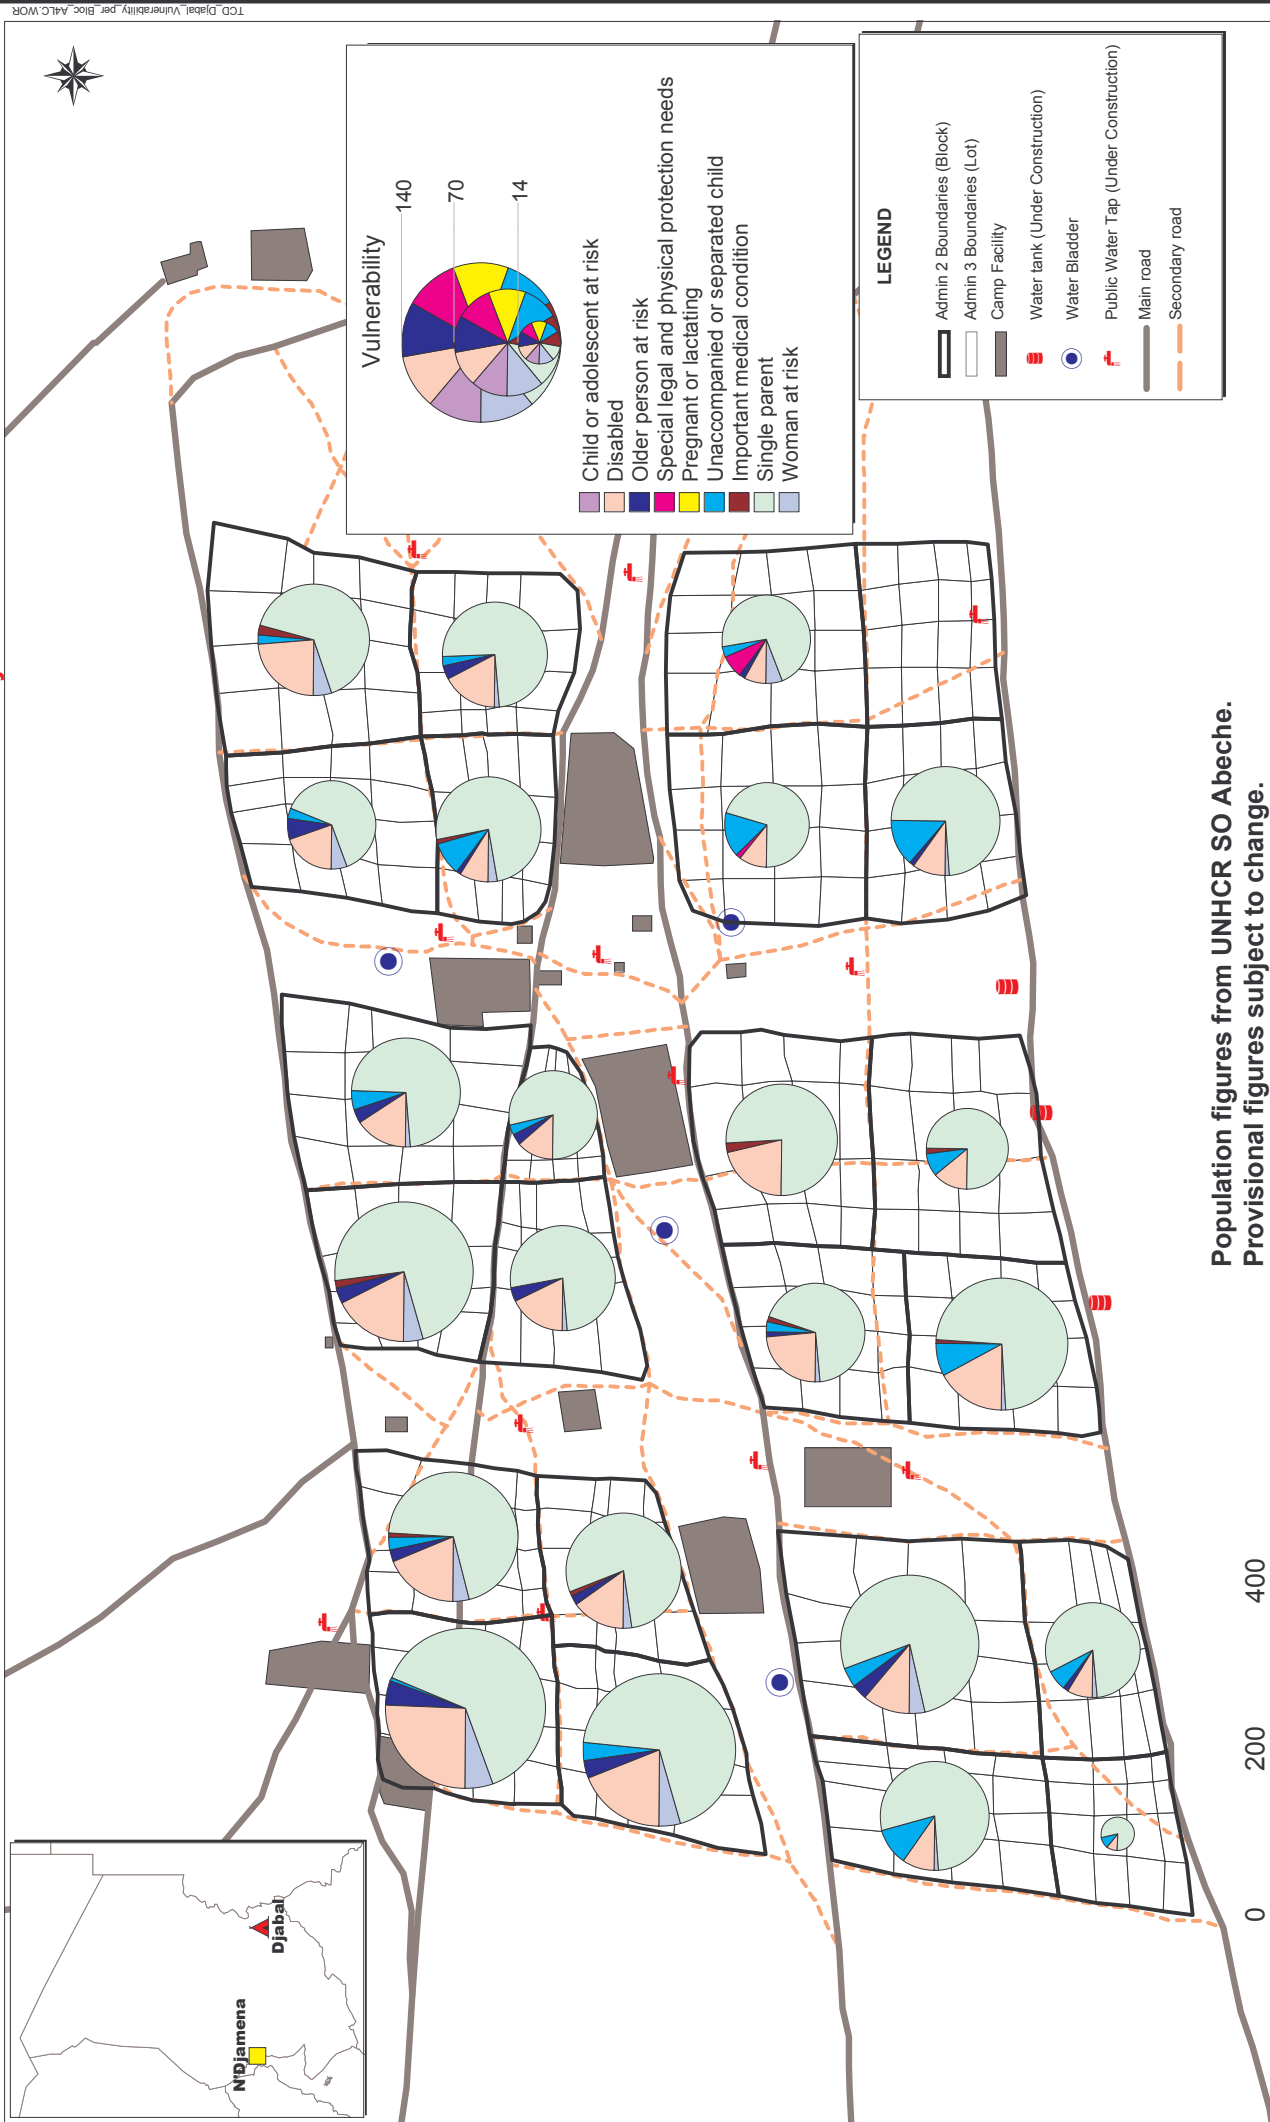 TCD_Djabal_Vulnerability_per_Bloc_A4LC.WOR
Vulnerability
140
70
14
Child or adolescent at risk
Disabled
Older person at risk
Special legal and physical protection needs
Pregnant or lactating
Unaccompanied or separated child
Important medical condition
Single parent
Woman at risk
LEGEND
Admin 2 Boundaries (Block)
Admin 3 Boundaries (Lot)
Camp Facility
Water tank (Under Construction)
Water Bladder
Public Water Tap (Under Construction)
Main road
Secondary road
N'Djamena
Djabal
0
200
400
Population figures from UNHCR SO Abeche.
Provisional figures subject to change.